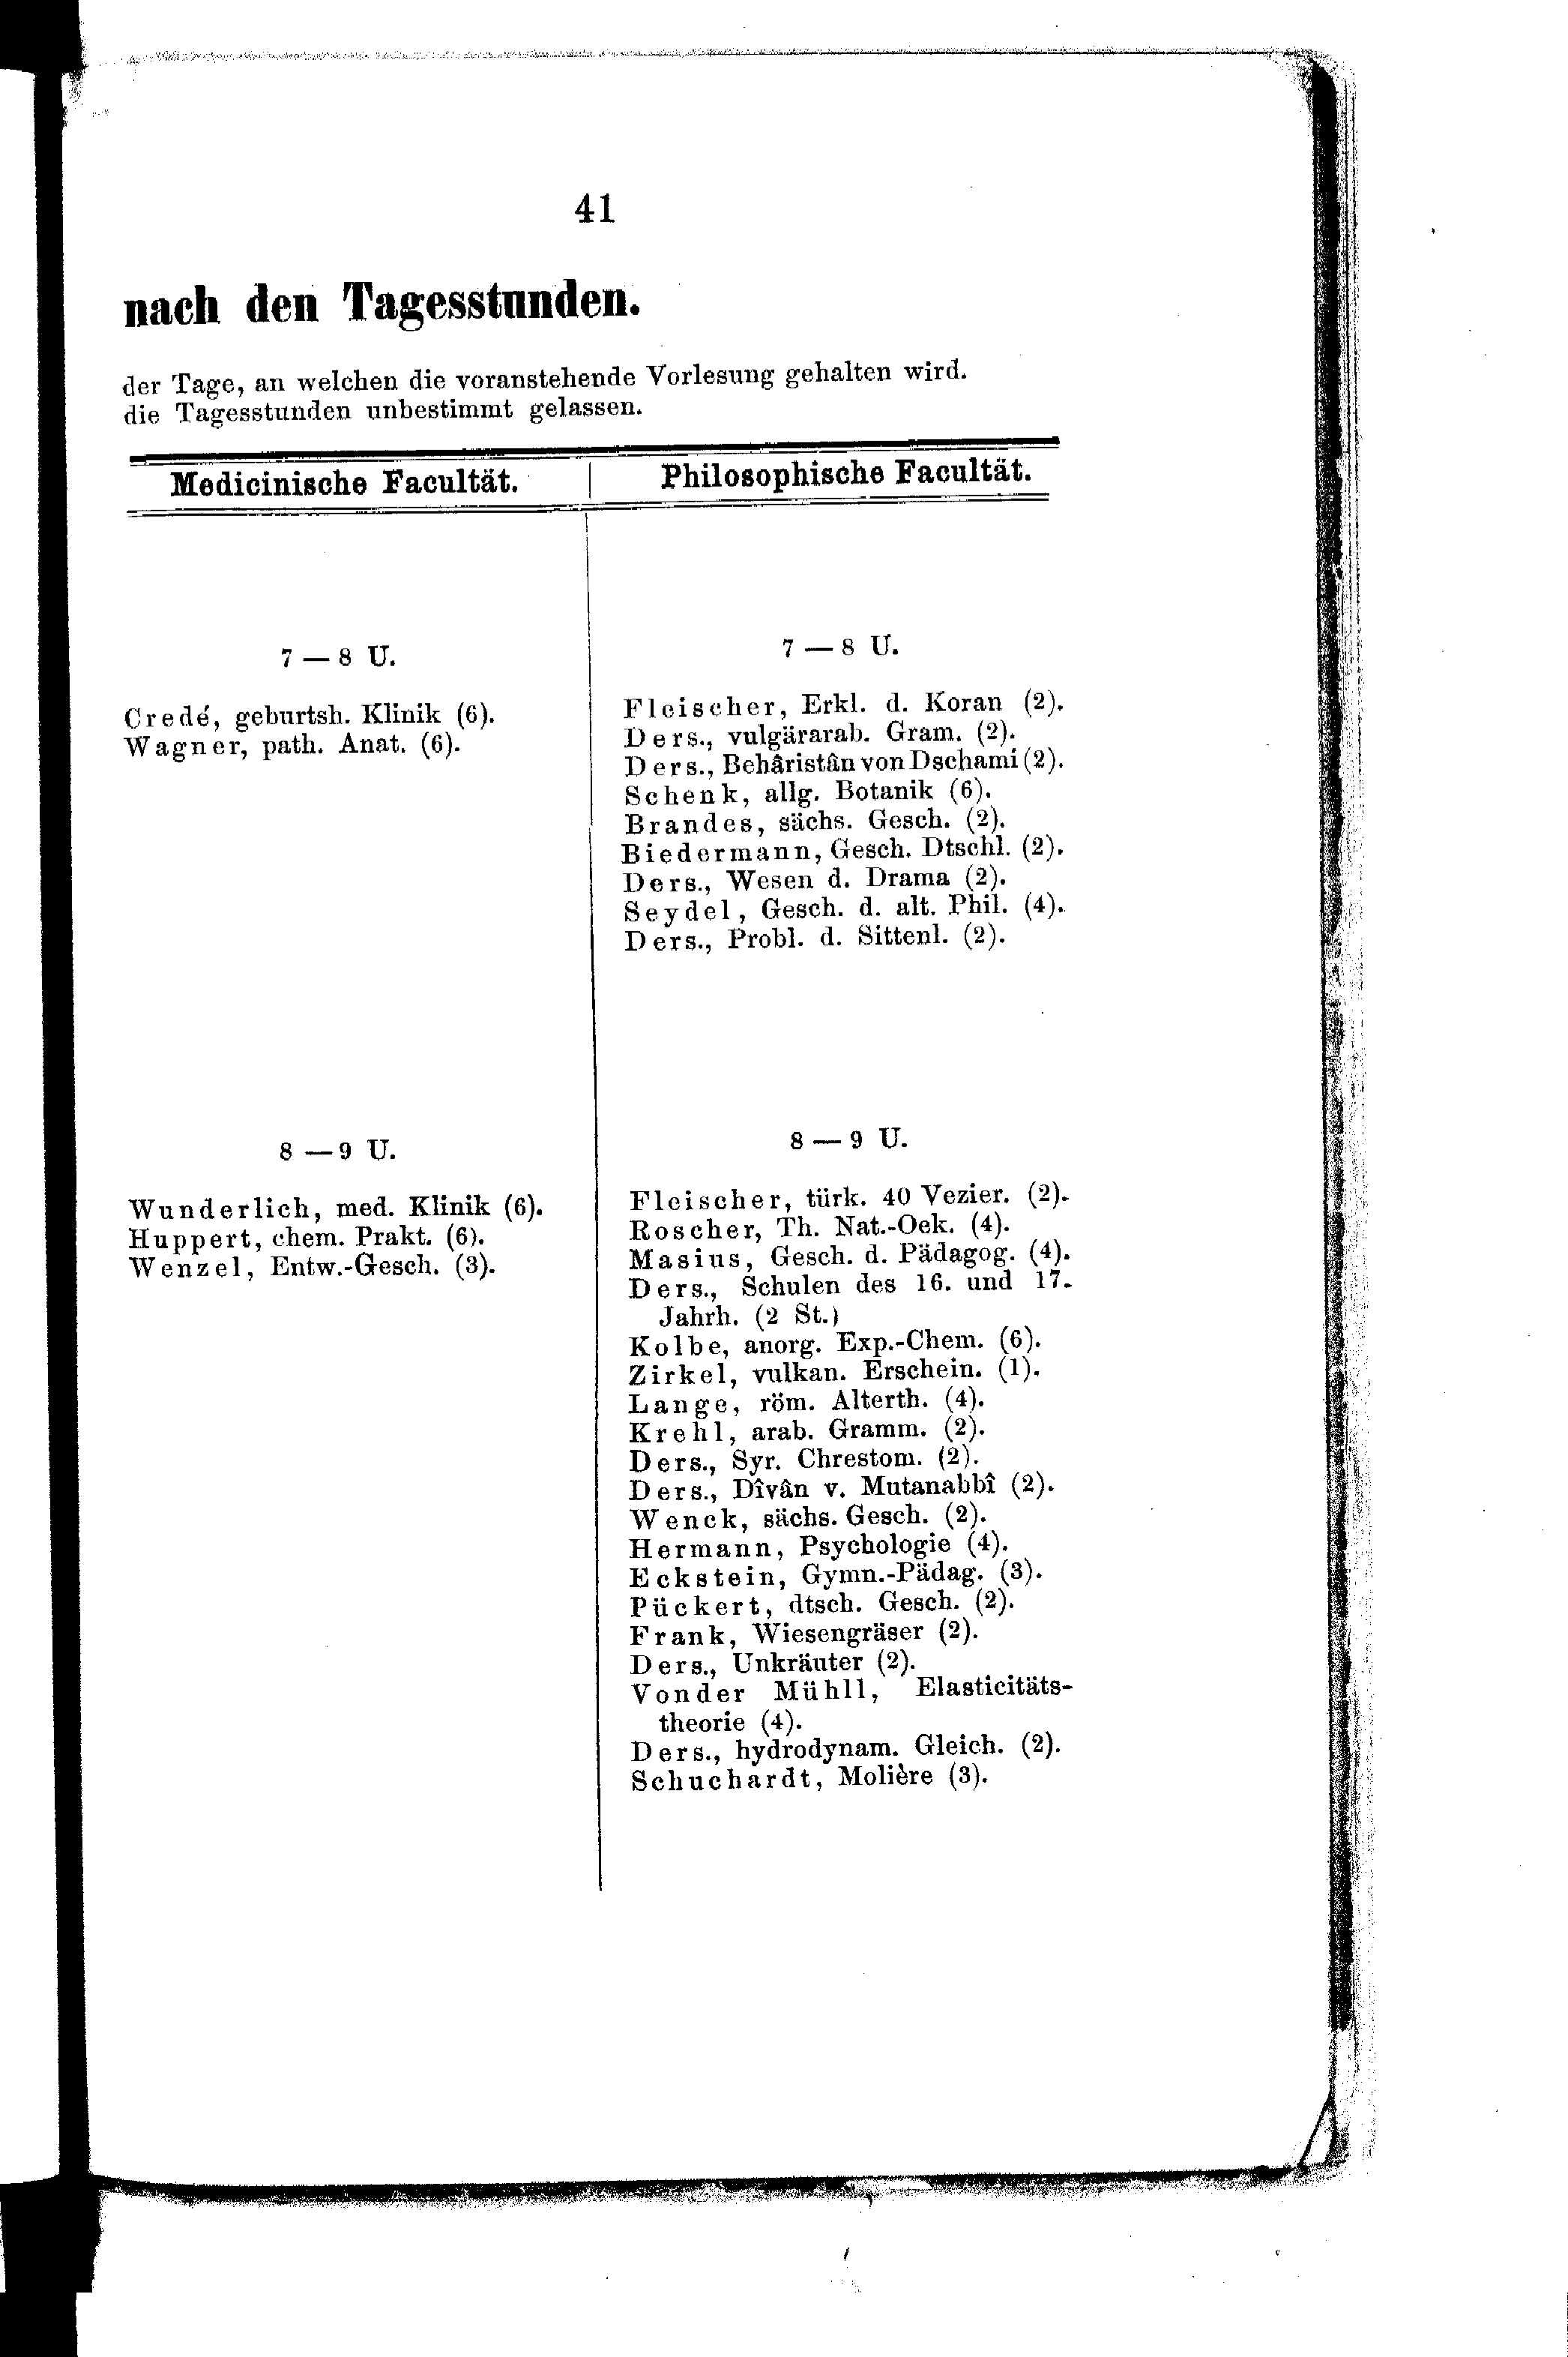 41
nach den Tagesstunden.
der Tage, an welchen die voranstehende Vorlesung gehalten wird.
die Tagesstunden unbestimmt gelassen.
Medicinische Facultät.
7 — 8 U.
Credé, geburtsh. Klinik (6).
Wagner, path. Anat. (6).
8 — 9 U.
Wunderlich, med. Klinik (6).
Huppert, chem. Prakt. (6).
Wenzel, Entw.-Gesch. (3).
Philosophische Facultät.
7 — 8 U.
Fleischer, Erkl. d. Koran (2).
Ders., vulgärarab. Gram. (2).
Ders., Behâristân von Dschami (2).
Schenk, allg. Botanik (6).
Brandes, sächs. Gesch. (2).
Biedermann, Gesch. Dtschl. (2).
Ders., Wesen d. Drama (2).
Seydel, Gesch. d. alt. Phil. (4).
Ders., Probl. d. Sittenl. (2).
8 — 9 U.
Fleischer, türk. 40 Vezier. (2).
Roscher, Th. Nat.-Oek. (4).
Masius, Gesch. d. Pädagog. (4).
Ders., Schulen des 16. und 17.
Jahrh. (2 St.)
Kolbe, anorg. Exp.-Chem. (6).
Zirkel, vulkan. Erschein. (1).
Lange, röm. Alterth. (4).
Krehl, arab. Gramm. (2).
Ders., Syr. Chrestom. (2).
Ders., Dîvân v. Mutanabbî (2).
Wenck, sächs. Gesch. (2).
Hermann, Psychologie (4).
Eckstein, Gymn.-Pädag. (3).
Pückert, dtsch. Gesch. (2).
Frank, Wiesengräser (2).
Ders., Unkräuter (2).
Vonder Mühll, Elasticitäts-
theorie (4).
Ders., hydrodynam. Gleich. (2).
Schuchardt, Molière (3).